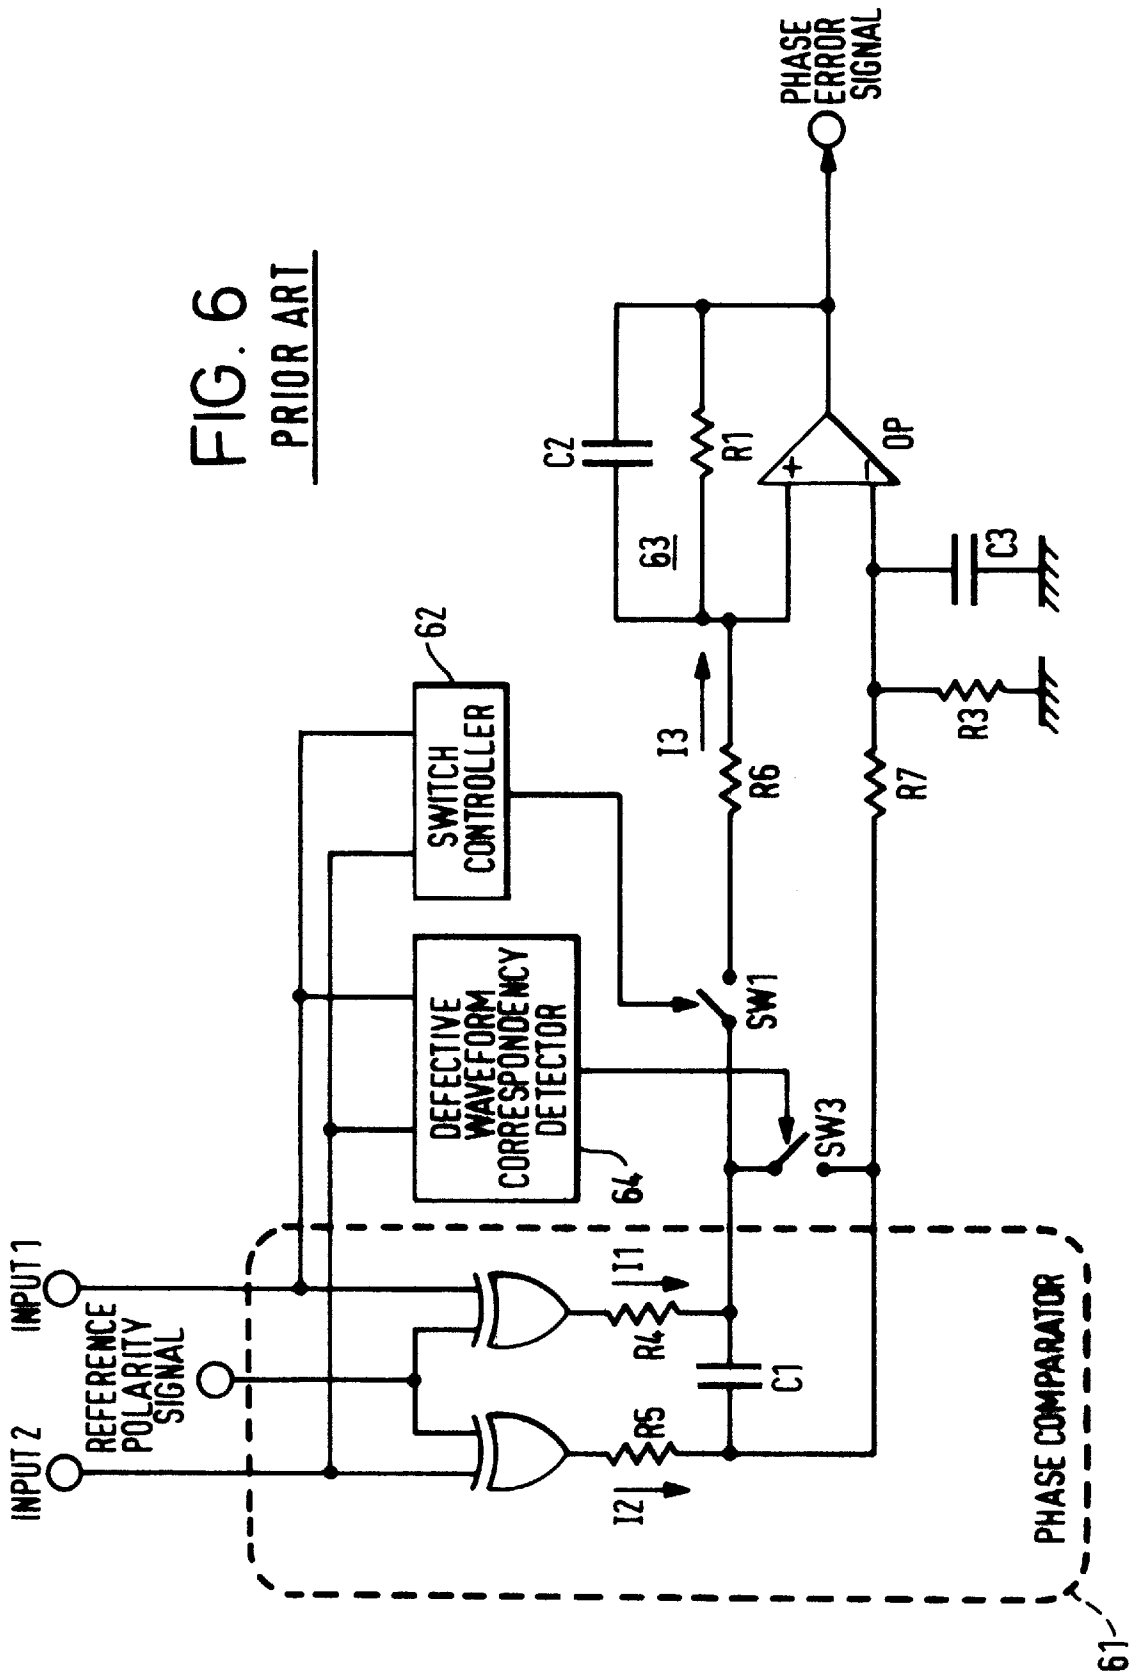 FIG. 6
PRIOR ART
INPUT 1
REFERENCE
POLARITY
SIGNAL
INPUT 2
DEFECTIVE
WAVEFORM
CORRESPONDENCY
DETECTOR
64
SWITCH
CONTROLLER
62
I1
R4
I2
R5
C1
PHASE COMPARATOR
61
SW1
SW3
R6
I3
R7
R3
C3
63
C2
R1
+
−
OP
PHASE
ERROR
SIGNAL